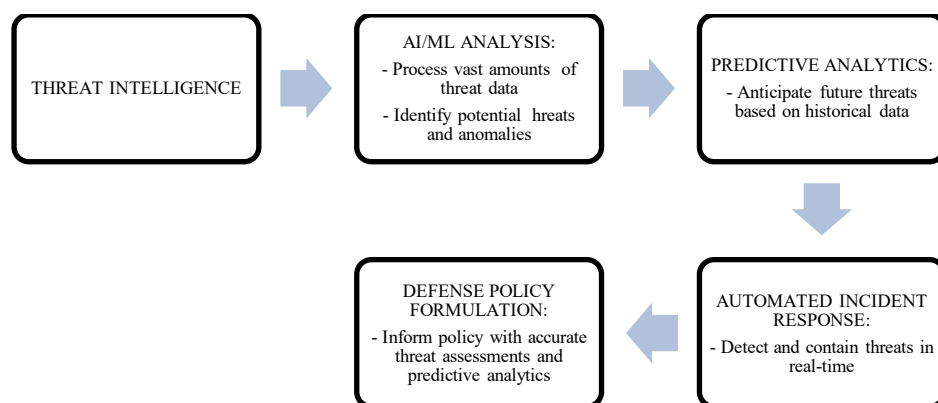 THREAT INTELLIGENCE
AI/ML ANALYSIS:
- Process vast amounts of
threat data
- Identify potential hreats
and anomalies
PREDICTIVE ANALYTICS:
- Anticipate future threats
based on historical data
DEFENSE POLICY
FORMULATION:
- Inform policy with accurate
threat assessments and
predictive analytics
AUTOMATED INCIDENT
RESPONSE:
- Detect and contain threats in
real-time